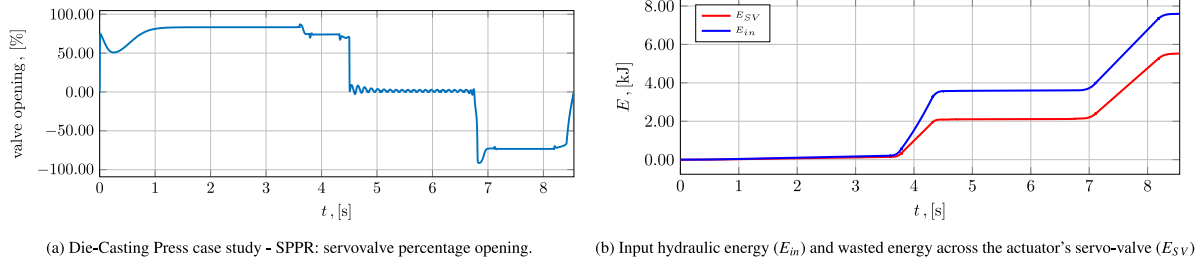 100.00
50.00
0.00
−50.00
−100.00
valve opening , [%]
0 1 2 3 4 5 6 7 8
t , [s]
(a) Die-Casting Press case study - SPPR: servovalve percentage opening.
8.00
6.00
4.00
2.00
0.00
E , [kJ]
E_SV
E_in
0 1 2 3 4 5 6 7 8
t , [s]
(b) Input hydraulic energy (E_in) and wasted energy across the actuator's servo-valve (E_SV)